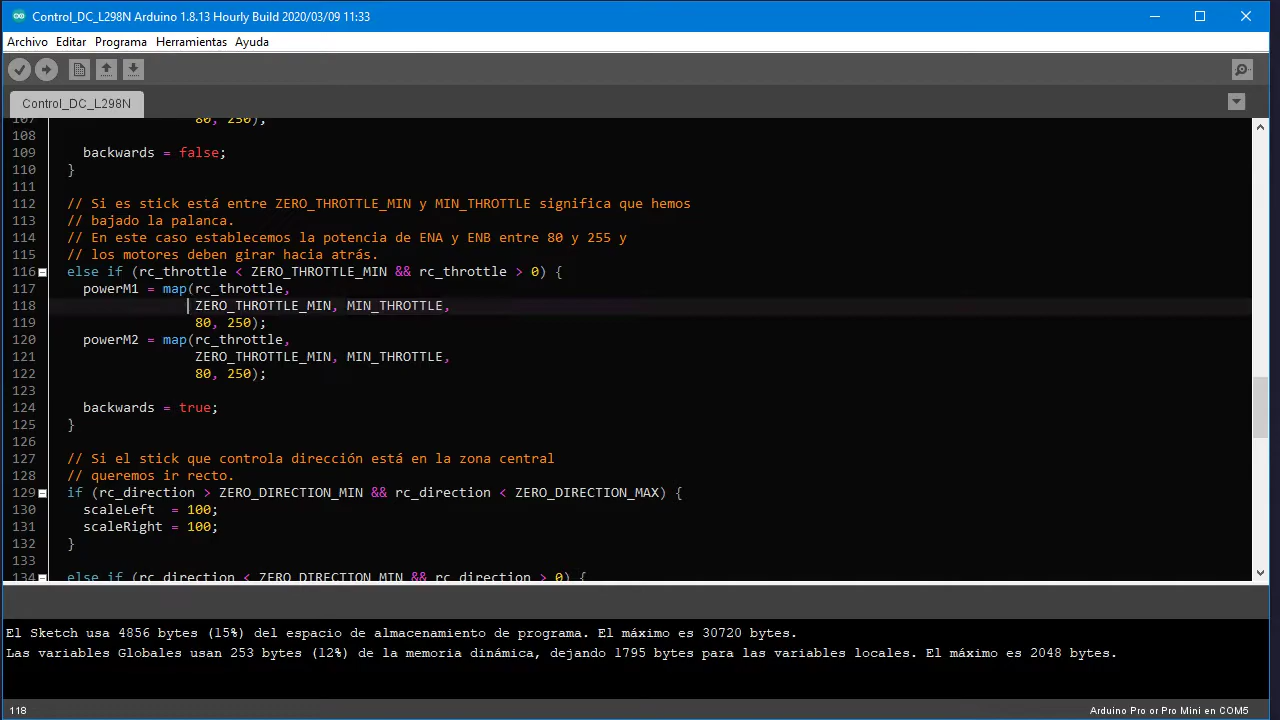 Control_DC_L298N Arduino 1.8.13 Hourly Build 2020/03/09 11:33
Archivo Editar Programa Herramientas Ayuda
Control_DC_L298N
107 80, 250);
108
109 backwards = false;
110 }
111
112 // Si es stick está entre ZERO_THROTTLE_MIN y MIN_THROTTLE significa que hemos
113 // bajado la palanca.
114 // En este caso establecemos la potencia de ENA y ENB entre 80 y 255 y
115 // los motores deben girar hacia atrás.
116 else if (rc_throttle < ZERO_THROTTLE_MIN && rc_throttle > 0) {
117 powerM1 = map(rc_throttle,
118 ZERO_THROTTLE_MIN, MIN_THROTTLE,
119 80, 250);
120 powerM2 = map(rc_throttle,
121 ZERO_THROTTLE_MIN, MIN_THROTTLE,
122 80, 250);
123
124 backwards = true;
125 }
126
127 // Si el stick que controla dirección está en la zona central
128 // queremos ir recto.
129 if (rc_direction > ZERO_DIRECTION_MIN && rc_direction < ZERO_DIRECTION_MAX) {
130 scaleLeft  = 100;
131 scaleRight = 100;
132 }
133
134 else if (rc_direction < ZERO_DIRECTION_MIN && rc_direction > 0) {
El Sketch usa 4856 bytes (15%) del espacio de almacenamiento de programa. El máximo es 30720 bytes.
Las variables Globales usan 253 bytes (12%) de la memoria dinámica, dejando 1795 bytes para las variables locales. El máximo es 2048 bytes.
118 Arduino Pro or Pro Mini en COM5